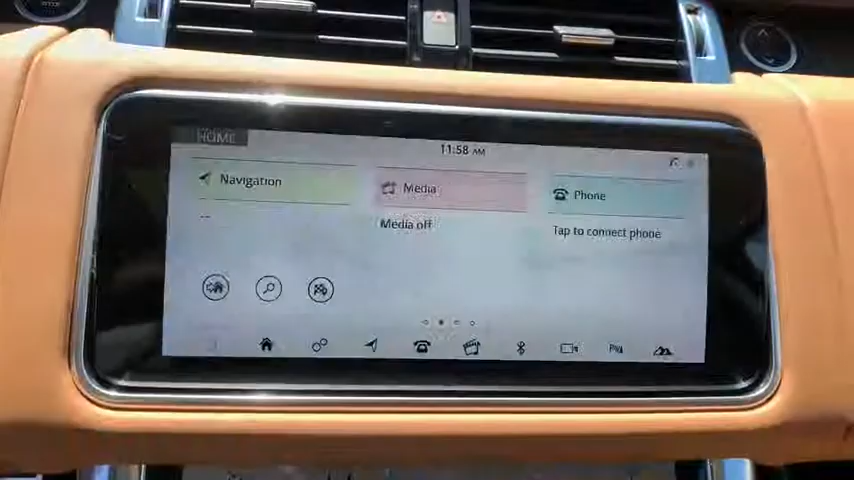 HOME
11:58 AM
Navigation
Media
Phone
--
Media off
Tap to connect phone